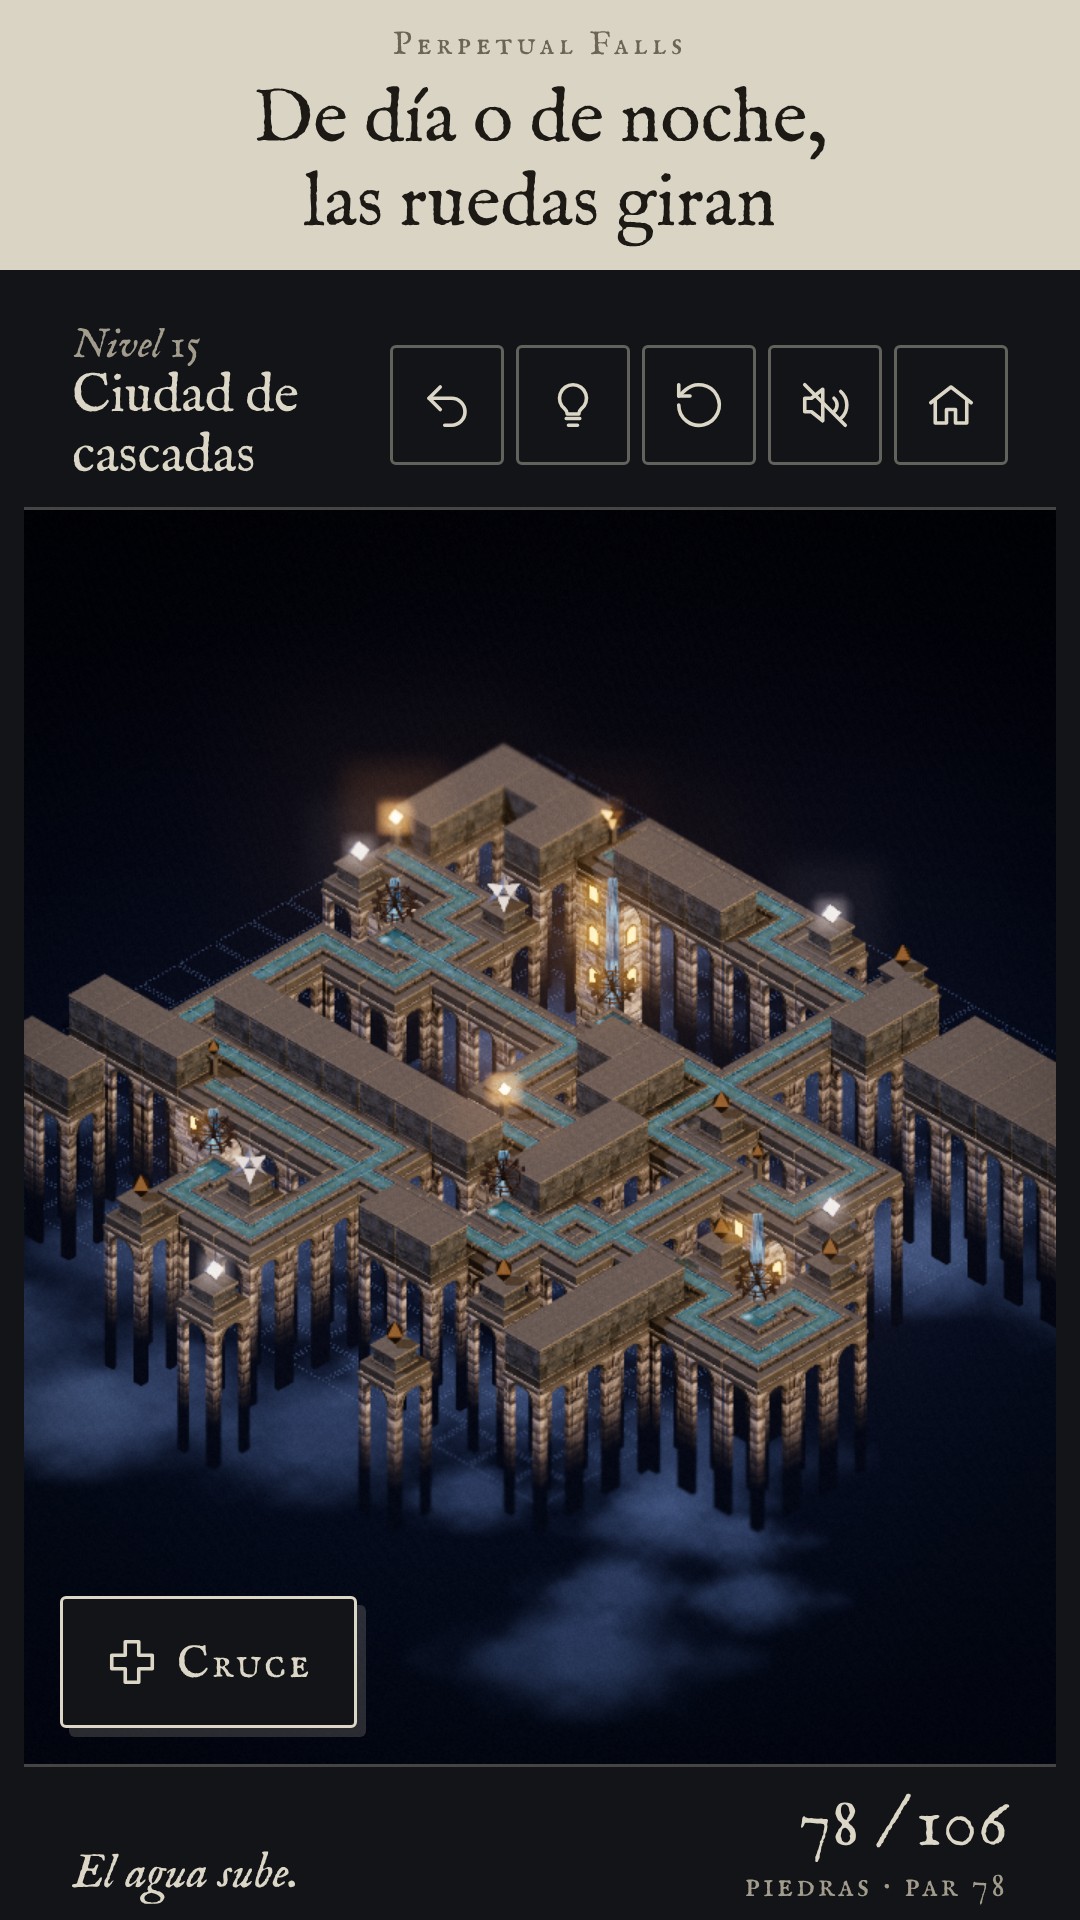 Perpetual Falls
De día o de noche,
las ruedas giran
Nivel 15
Ciudad de
cascadas
Cruce
78 / 106
El agua sube.
PIEDRAS · PAR 78